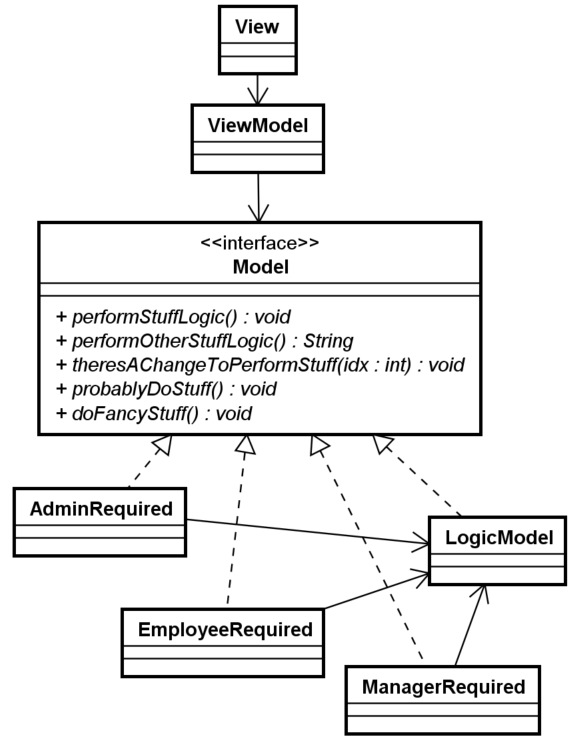 View
ViewModel
<<interface>>
Model
+ performStuffLogic() : void
+ performOtherStuffLogic() : String
+ theresAChangeToPerformStuff(idx : int) : void
+ probablyDoStuff() : void
+ doFancyStuff() : void
AdminRequired
LogicModel
EmployeeRequired
ManagerRequired